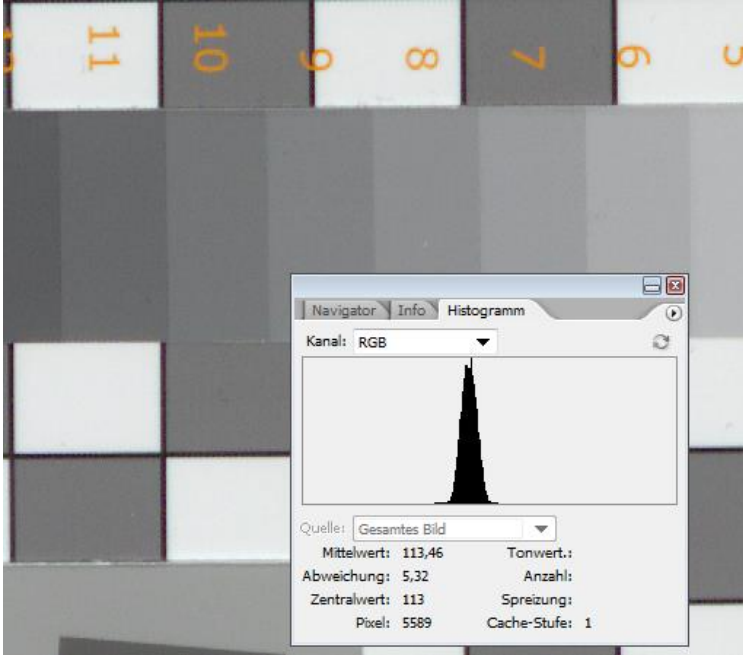 11 10 9 8 7 6 5
Navigator Info Histogramm
Kanal: RGB
Quelle: Gesamtes Bild
Mittelwert: 113,46 Tonwert.:
Abweichung: 5,32 Anzahl:
Zentralwert: 113 Spreizung:
Pixel: 5589 Cache-Stufe: 1